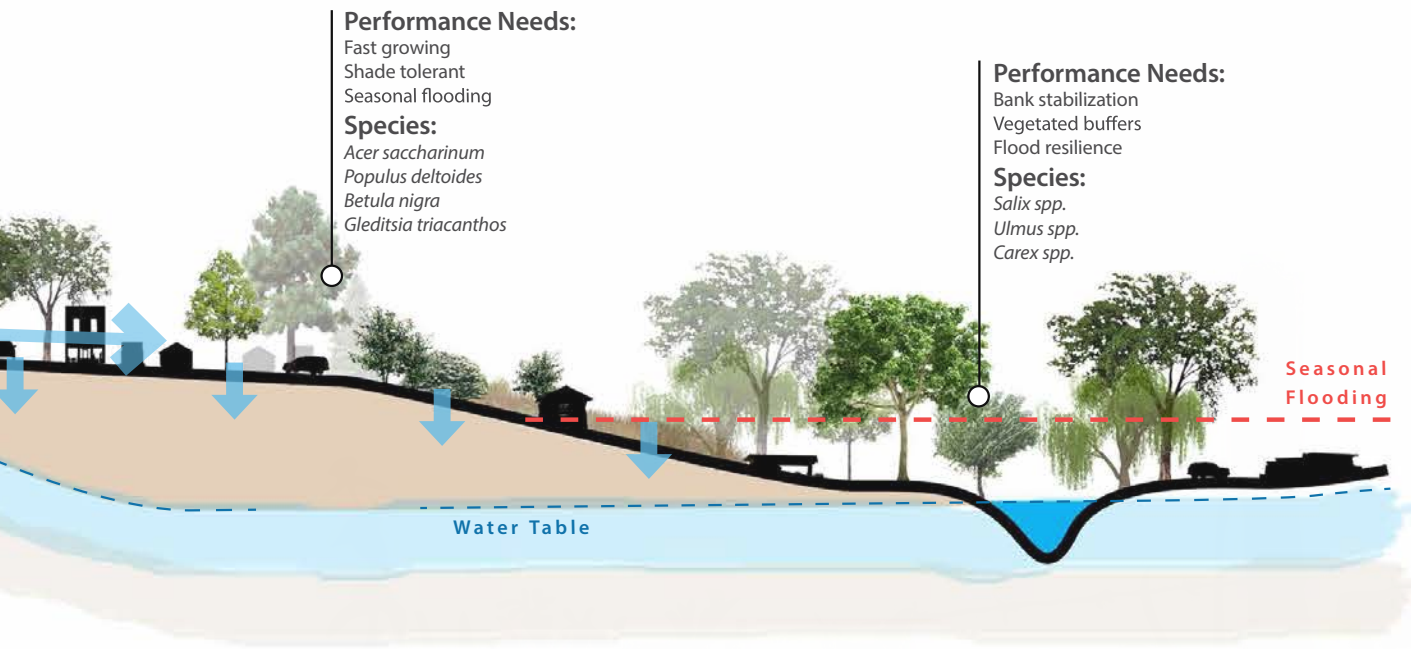 Performance Needs:
Fast growing
Shade tolerant
Seasonal flooding
Species:
Acer saccharinum
Populus deltoides
Betula nigra
Gleditsia triacanthos
Performance Needs:
Bank stabilization
Vegetated buffers
Flood resilience
Species:
Salix spp.
Ulmus spp.
Carex spp.
Seasonal
Flooding
Water Table